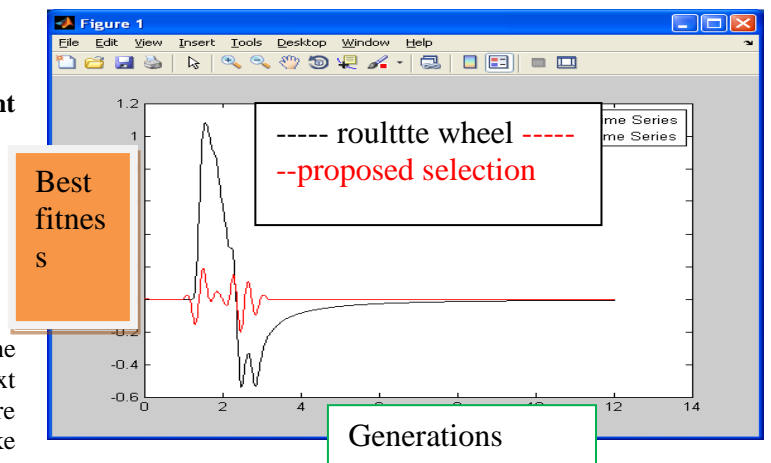 Figure 1
File Edit View Insert Tools Desktop Window Help
nt
1.2
1
----- roulttte wheel -----
--proposed selection
me Series
me Series
Best
fitnes
s
-0.2
-0.4
-0.6
0 2 4 10 12 14
Generations
ne
xt
re
ke